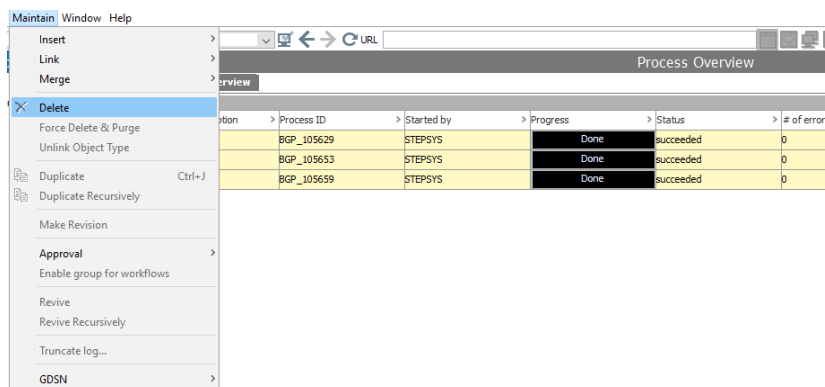 Maintain Window Help
Insert
Link
Merge
Delete
Force Delete & Purge
Unlink Object Type
Duplicate Ctrl+J
Duplicate Recursively
Make Revision
Approval
Enable group for workflows
Revive
Revive Recursively
Truncate log...
GDSN
URL
Process Overview
erview
ption > Process ID > Started by > Progress > Status > # of error
BGP_105629 STEPSYS Done succeeded 0
BGP_105653 STEPSYS Done succeeded 0
BGP_105659 STEPSYS Done succeeded 0